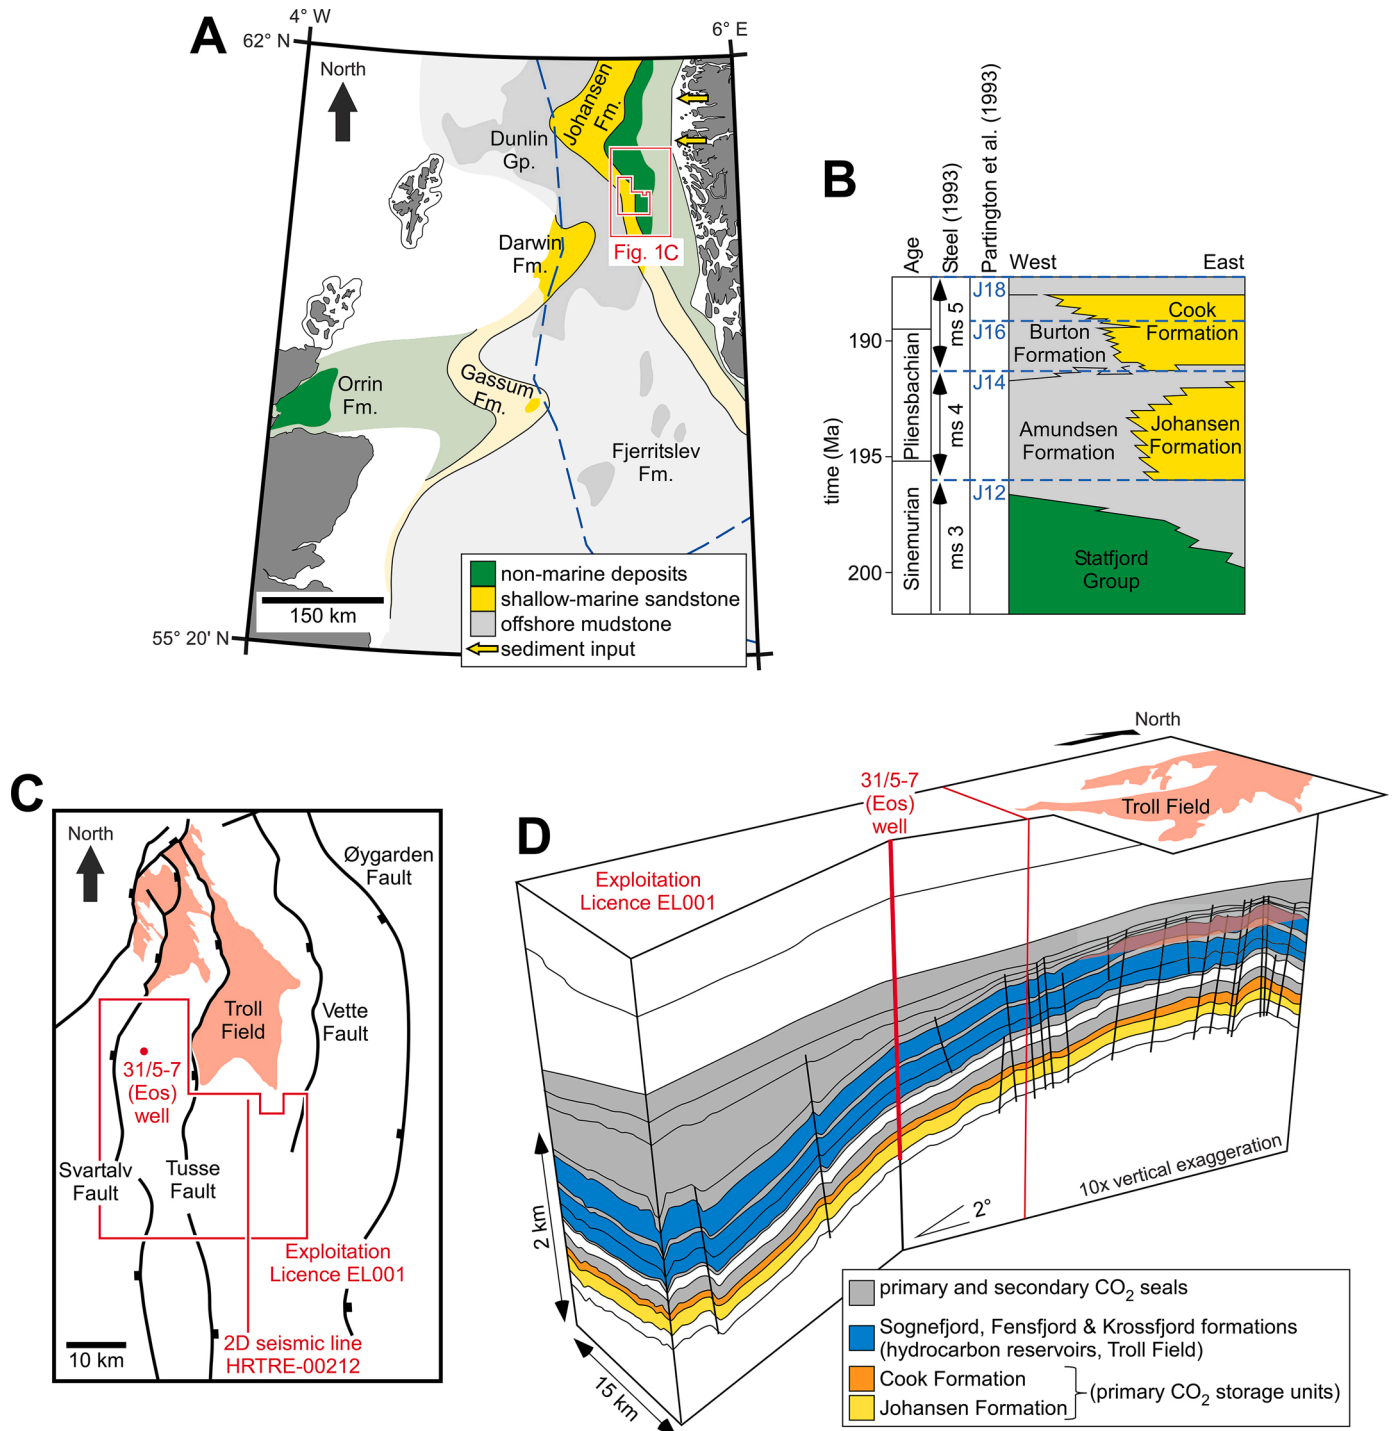 A
4° W
62° N
6° E
North
Johansen
Fm.
Dunlin
Gp.
Darwin
Fm.
Fig. 1C
Orrin
Fm.
Gassum
Fm.
Fjerritslev
Fm.
non-marine deposits
shallow-marine sandstone
offshore mudstone
sediment input
150 km
55° 20' N
B
Age
Steel (1993)
Partington et al. (1993)
West
East
J18
Cook
Formation
J16
Burton
Formation
J14
Amundsen
Formation
Johansen
Formation
J12
Statfjord
Group
ms 5
ms 4
ms 3
Pliensbachian
Sinemurian
time (Ma)
190
195
200
C
North
Øygarden
Fault
Troll
Field
Vette
Fault
31/5-7
(Eos)
well
Svartalv
Fault
Tusse
Fault
Exploitation
Licence EL001
2D seismic line
HRTRE-00212
10 km
D
North
31/5-7
(Eos)
well
Troll Field
Exploitation
Licence EL001
10x vertical exaggeration
2°
2 km
15 km
primary and secondary CO2 seals
Sognefjord, Fensfjord & Krossfjord formations
(hydrocarbon reservoirs, Troll Field)
Cook Formation
Johansen Formation
(primary CO2 storage units)